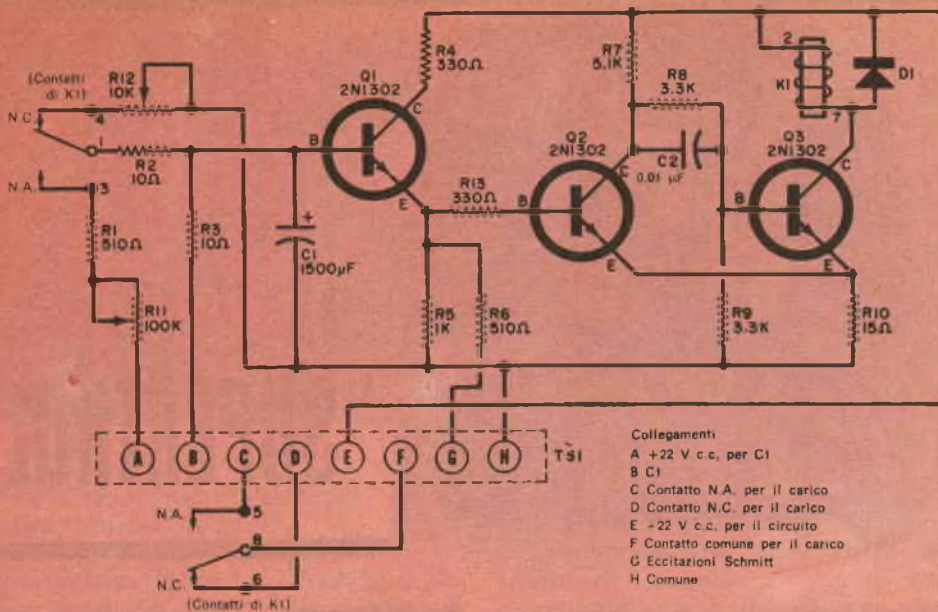 (Contatti
di K1)
R12
10K
N.C.
4
1
R2
10Ω
N.A.
3
R1
510Ω
R11
100K
R3
10Ω
+
C1
1500µF
Q1
2N1302
B
C
E
R4
330Ω
R13
330Ω
R5
1K
R6
510Ω
Q2
2N1302
B
C
E
R7
5.1K
R8
3.3K
C2
0.01 µF
R9
3.3K
Q3
2N1302
B
C
E
R10
15Ω
2
K1
7
D1
A B C D E F G H
TS1
N.A.
5
8
N.C.
6
(Contatti di K1)
Collegamenti
A +22 V c.c. per C1
B C1
C Contatto N.A. per il carico
D Contatto N.C. per il carico
E +22 V c.c. per il circuito
F Contatto comune per il carico
G Eccitazioni Schmitt
H Comune